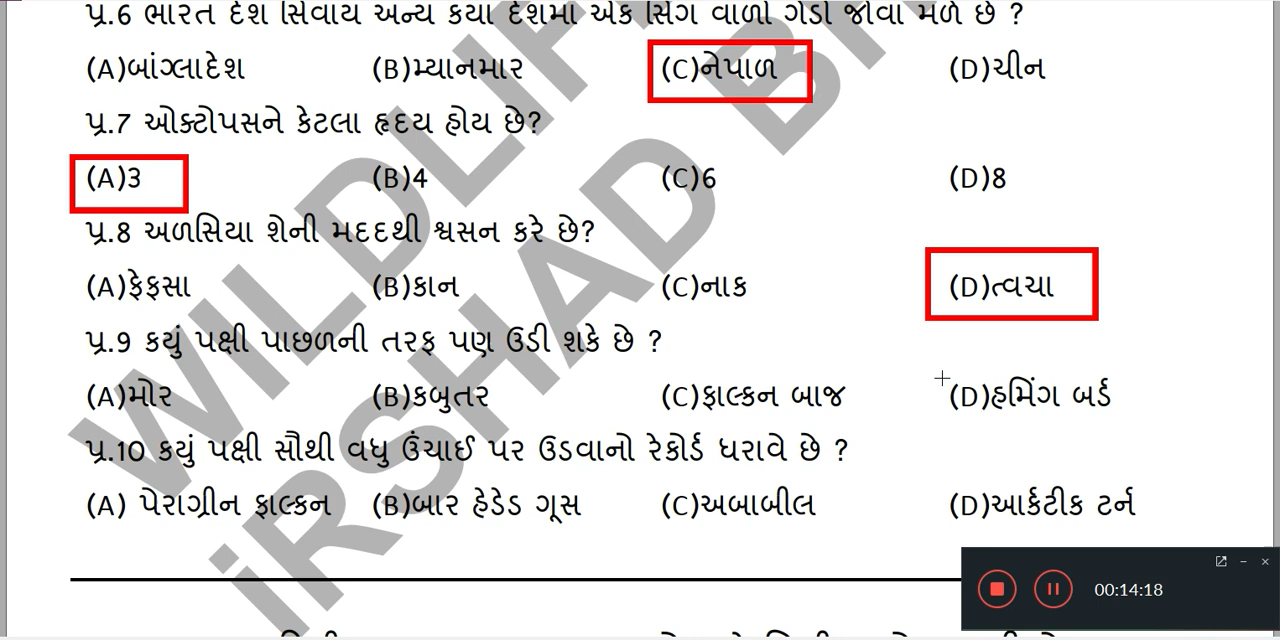 પ્ર.6 ભારત દેશ સિવાય અન્ય કયા દેશમાં એક સિંગ વાળો ગેંડો જોવા મળે છે ?
(A)બાંગ્લાદેશ (B)મ્યાનમાર (C)નેપાળ (D)ચીન
પ્ર.7 ઓક્ટોપસને કેટલા હૃદય હોય છે?
(A)3 (B)4 (C)6 (D)8
પ્ર.8 અળસિયા શેની મદદથી શ્વસન કરે છે?
(A)ફેફસા (B)કાન (C)નાક (D)ત્વચા
પ્ર.9 કયું પક્ષી પાછળની તરફ પણ ઉડી શકે છે ?
(A)મોર (B)કબુતર (C)ફાલ્કન બાજ (D)હમિંગ બર્ડ
પ્ર.10 કયું પક્ષી સૌથી વધુ ઉંચાઈ પર ઉડવાનો રેકોર્ડ ધરાવે છે ?
(A) પેરાગ્રીન ફાલ્કન (B)બાર હેડેડ ગૂસ (C)અબાબીલ (D)આર્કટીક ટર્ન
WILDLIF
iRSHAD B
00:14:18